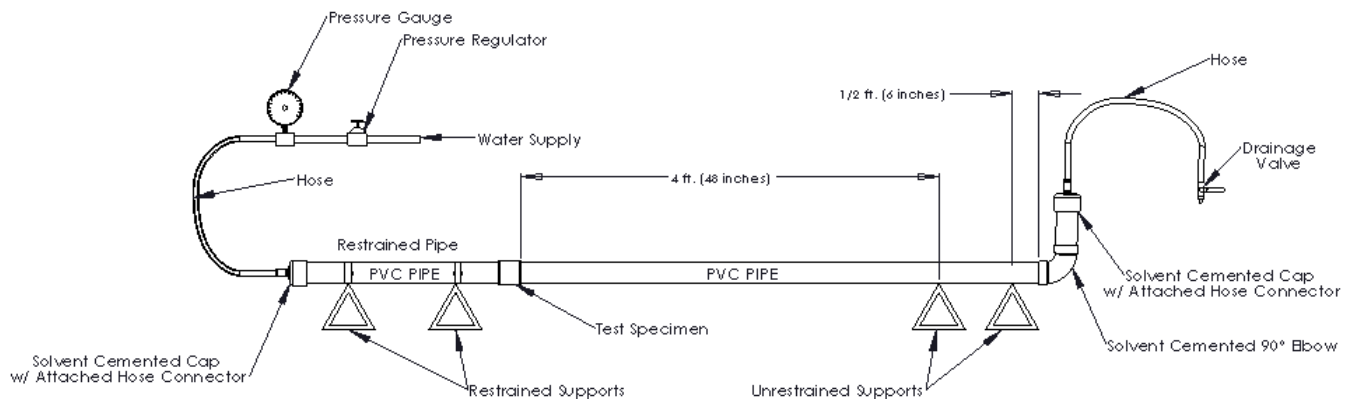 Pressure Gauge
Pressure Regulator
Hose
1/2 ft. (6 inches)
Water Supply
Drainage
Valve
4 ft. (48 inches)
Hose
Restrained Pipe
PVC PIPE
PVC PIPE
Solvent Cemented Cap
w/ Attached Hose Connector
Test Specimen
Solvent Cemented 90° Elbow
Solvent Cemented Cap
w/ Attached Hose Connector
Restrained Supports
Unrestrained Supports